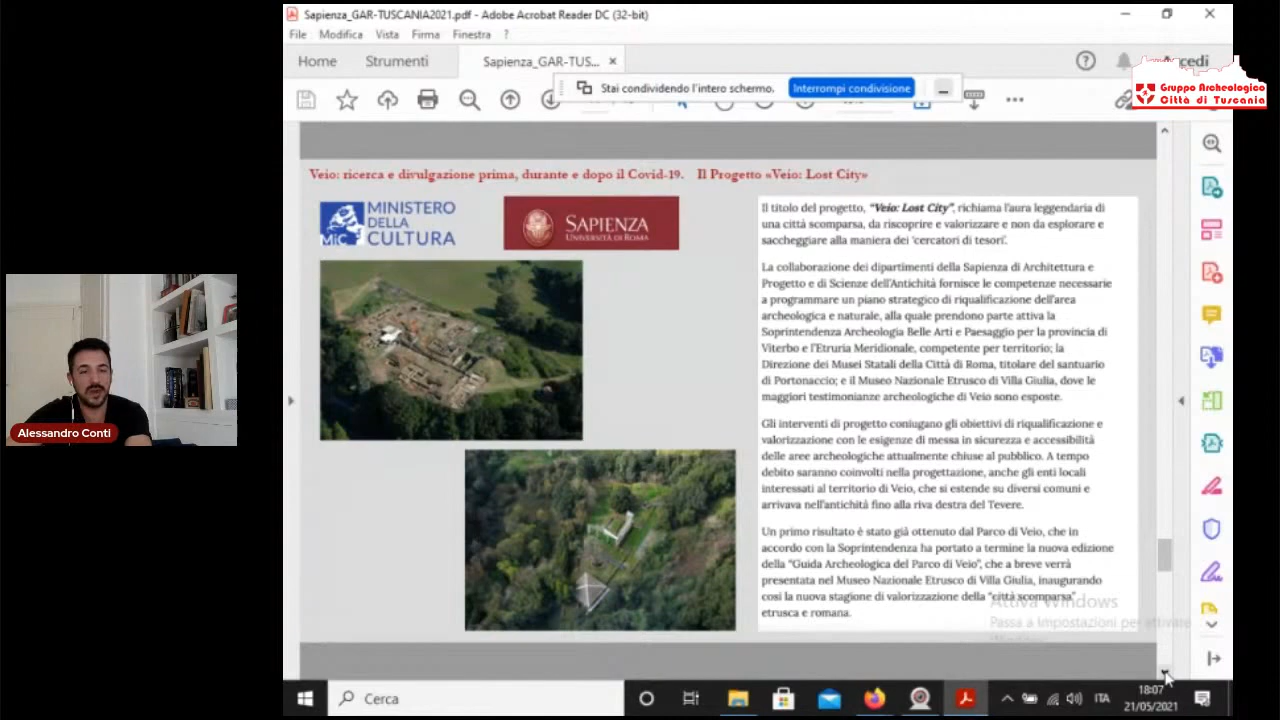 Sapienza_GAR-TUSCANIA2021.pdf - Adobe Acrobat Reader DC (32-bit)
File Modifica Vista Firma Finestra ?
Home Strumenti Sapienza_GAR-TUS... ×
Stai condividendo l'intero schermo. Interrompi condivisione
Gruppo Archeologico
Città di Tuscania
Veio: ricerca e divulgazione prima, durante e dopo il Covid-19. Il Progetto «Veio: Lost City»
MiC
MINISTERO
DELLA
CULTURA
SAPIENZA
UNIVERSITÀ DI ROMA
Il titolo del progetto, "Veio: Lost City", richiama l'aura leggendaria di
una città scomparsa, da riscoprire e valorizzare e non da esplorare e
saccheggiare alla maniera dei 'cercatori di tesori'.
La collaborazione dei dipartimenti della Sapienza di Architettura e
Progetto e di Scienze dell'Antichità fornisce le competenze necessarie
a programmare un piano strategico di riqualificazione dell'area
archeologica e naturale, alla quale prendono parte attiva la
Soprintendenza Archeologia Belle Arti e Paesaggio per la provincia di
Viterbo e l'Etruria Meridionale, competente per territorio; la
Direzione dei Musei Statali della Città di Roma, titolare del santuario
di Portonaccio; e il Museo Nazionale Etrusco di Villa Giulia, dove le
maggiori testimonianze archeologiche di Veio sono esposte.
Gli interventi di progetto coniugano gli obiettivi di riqualificazione e
valorizzazione con le esigenze di messa in sicurezza e accessibilità
delle aree archeologiche attualmente chiuse al pubblico. A tempo
debito saranno coinvolti nella progettazione, anche gli enti locali
interessati al territorio di Veio, che si estende su diversi comuni e
arrivava nell'antichità fino alla riva destra del Tevere.
Un primo risultato è stato già ottenuto dal Parco di Veio, che in
accordo con la Soprintendenza ha portato a termine la nuova edizione
della "Guida Archeologica del Parco di Veio", che a breve verrà
presentata nel Museo Nazionale Etrusco di Villa Giulia, inaugurando
così la nuova stagione di valorizzazione della "città scomparsa"
etrusca e romana.
Attiva Windows
Passa a Impostazioni per attivare
Alessandro Conti
Cerca
ITA
18:07
21/05/2021